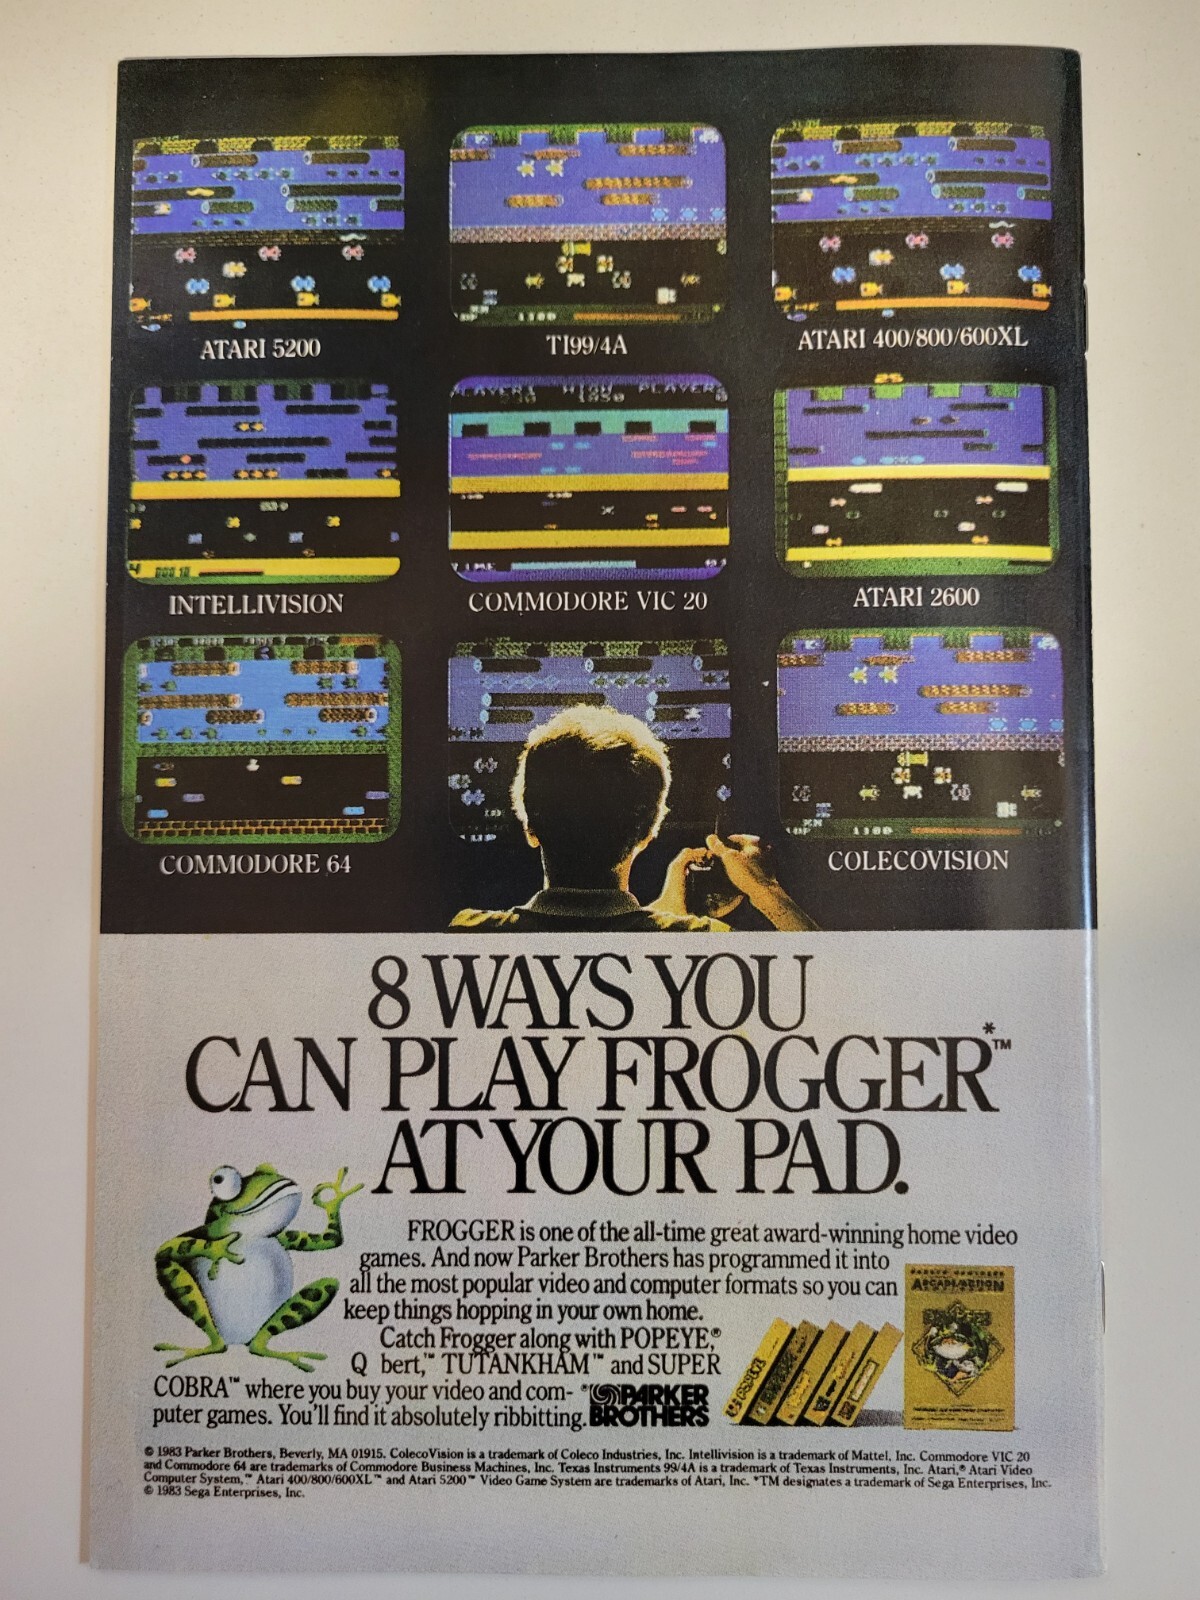 ATARI 5200
TI99/4A
ATARI 400/800/600XL
HIGH PLAYER
1850
INTELLIVISION
COMMODORE VIC 20
ATARI 2600
COMMODORE 64
COLECOVISION
8 WAYS YOU
CAN PLAY FROGGER*™
AT YOUR PAD.
FROGGER is one of the all-time great award-winning home video
games. And now Parker Brothers has programmed it into
all the most popular video and computer formats so you can
keep things hopping in your own home.
Catch Frogger along with POPEYE,®
Q bert,™ TUTANKHAM™ and SUPER
COBRA™ where you buy your video and com-
puter games. You'll find it absolutely ribbitting.
PARKER
BROTHERS
PARKER BROTHERS
ARCADE/ACTION
© 1983 Parker Brothers, Beverly, MA 01915. ColecoVision is a trademark of Coleco Industries, Inc. Intellivision is a trademark of Mattel, Inc. Commodore VIC 20
and Commodore 64 are trademarks of Commodore Business Machines, Inc. Texas Instruments 99/4A is a trademark of Texas Instruments, Inc. Atari,® Atari Video
Computer System,™ Atari 400/800/600XL™ and Atari 5200™ Video Game System are trademarks of Atari, Inc. *TM designates a trademark of Sega Enterprises, Inc.
© 1983 Sega Enterprises, Inc.